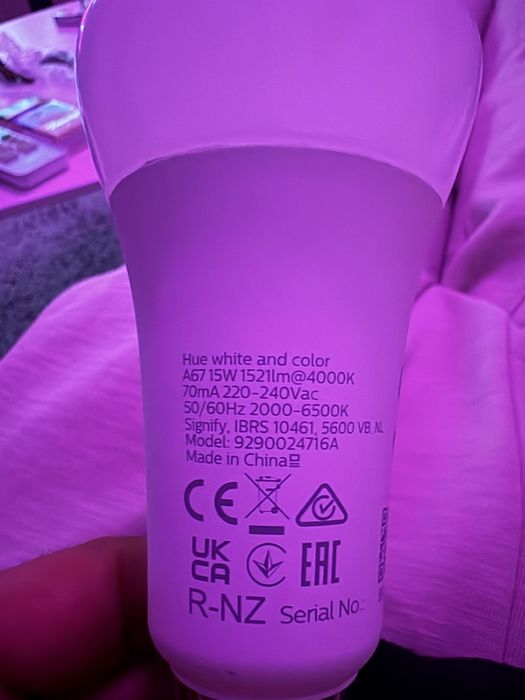 Hue white and color
A67 15W 1521lm@4000K
70mA 220-240Vac
50/60Hz 2000-6500K
Signify, IBRS 10461, 5600 VB, NL
Model: 9290024716A
Made in China
CE
UK
CA
EAC
R-NZ Serial No.: